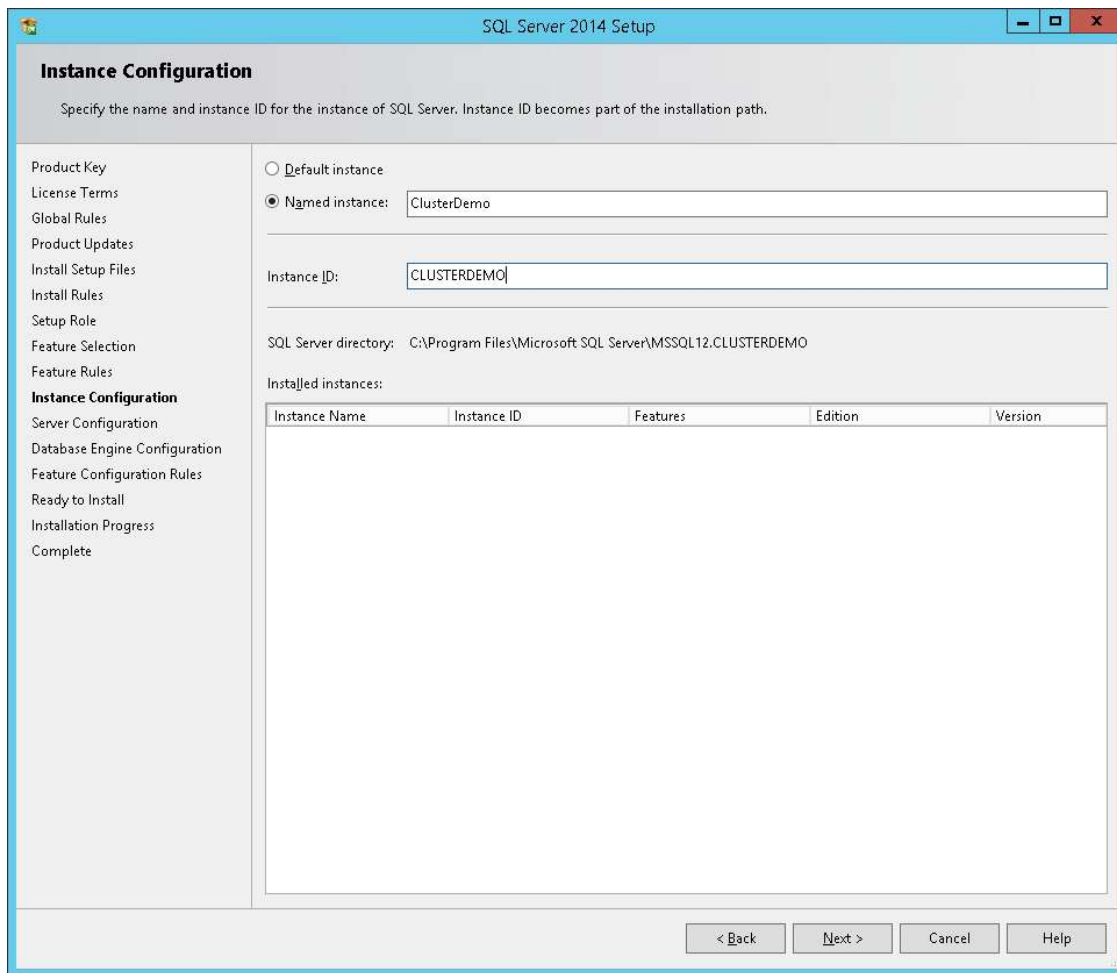 SQL Server 2014 Setup
Instance Configuration
Specify the name and instance ID for the instance of SQL Server. Instance ID becomes part of the installation path.
Product Key
License Terms
Global Rules
Product Updates
Install Setup Files
Install Rules
Setup Role
Feature Selection
Feature Rules
Instance Configuration
Server Configuration
Database Engine Configuration
Feature Configuration Rules
Ready to Install
Installation Progress
Complete
Default instance
Named instance: ClusterDemo
Instance ID: CLUSTERDEMO
SQL Server directory: C:\Program Files\Microsoft SQL Server\MSSQL12.CLUSTERDEMO
Installed instances:
Instance Name Instance ID Features Edition Version
< Back Next > Cancel Help